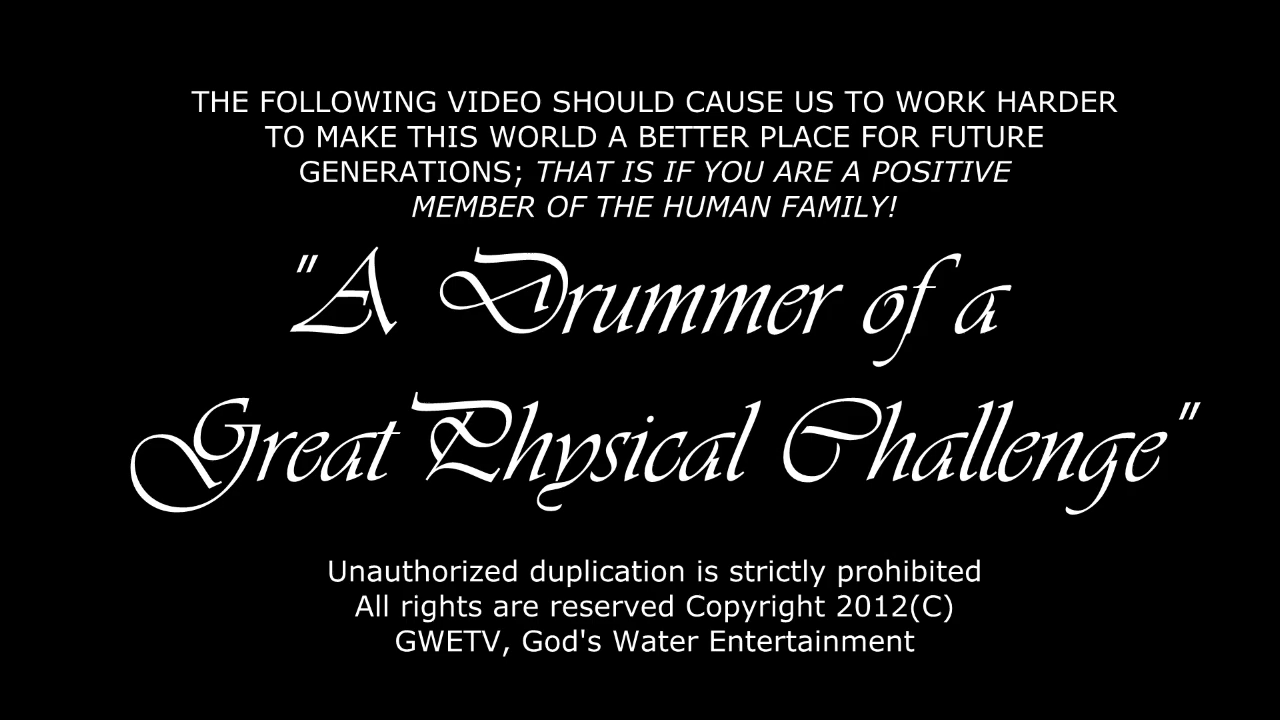 THE FOLLOWING VIDEO SHOULD CAUSE US TO WORK HARDER
TO MAKE THIS WORLD A BETTER PLACE FOR FUTURE
GENERATIONS; THAT IS IF YOU ARE A POSITIVE
MEMBER OF THE HUMAN FAMILY!
"A Drummer of a
Great Physical Challenge"
Unauthorized duplication is strictly prohibited
All rights are reserved Copyright 2012(C)
GWETV, God's Water Entertainment